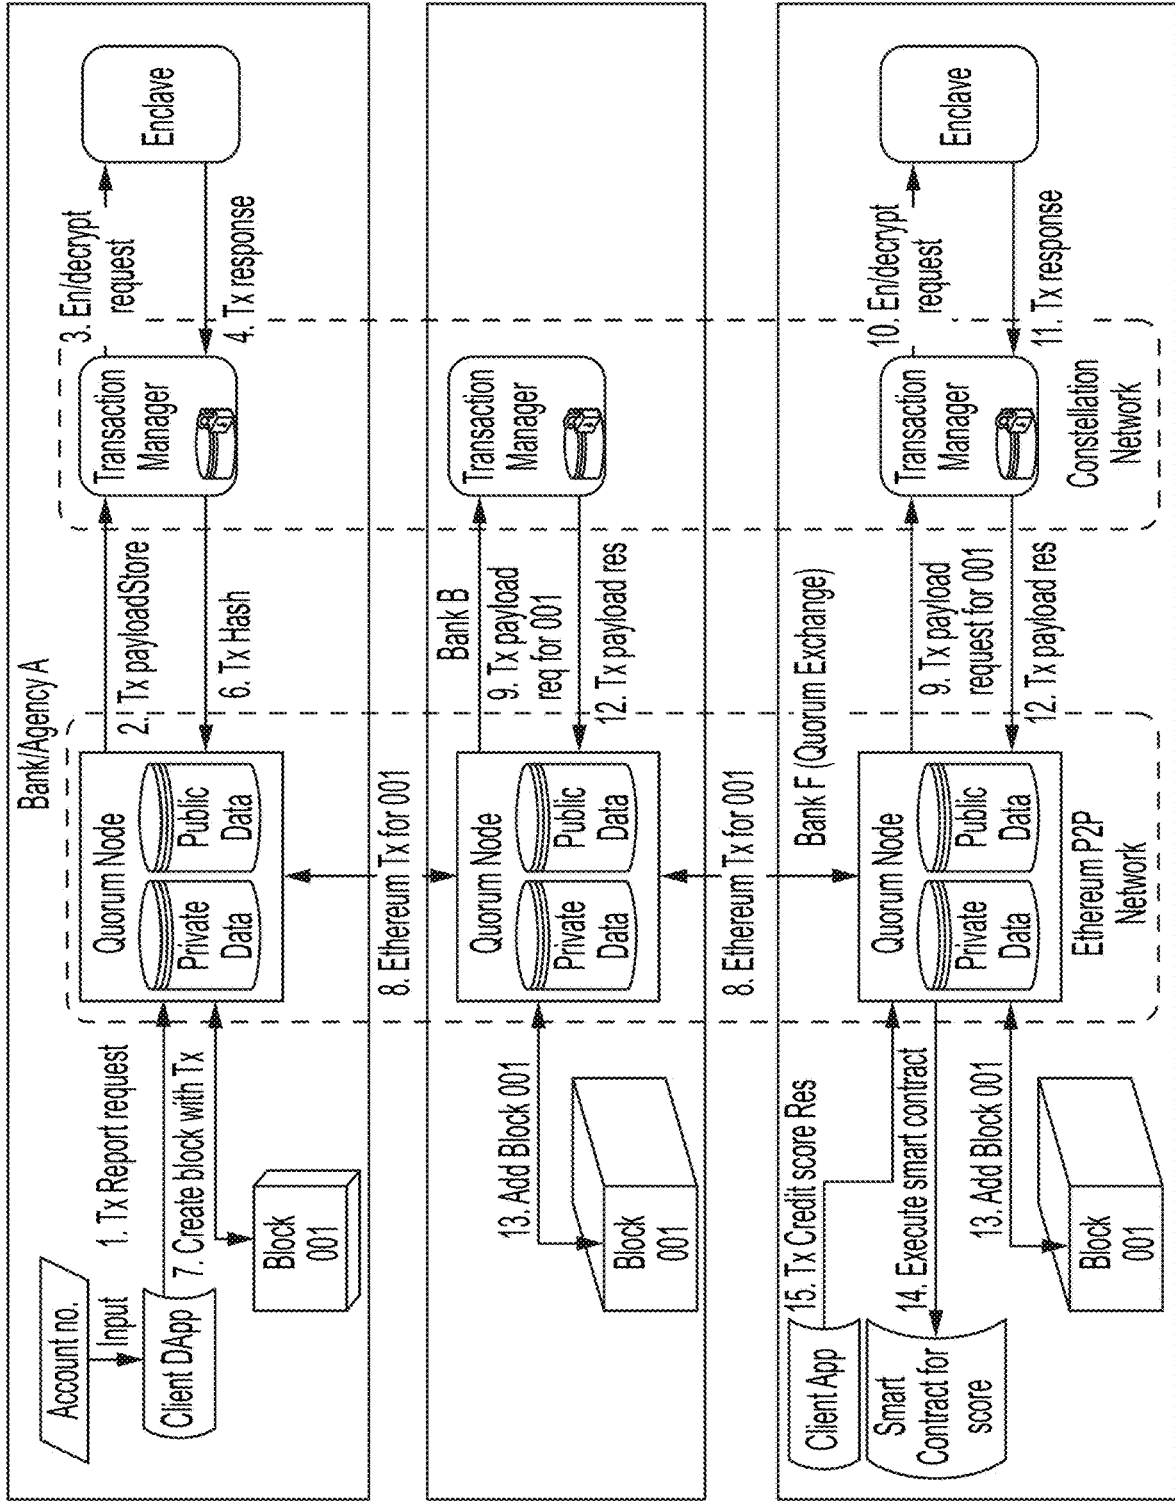 Bank/Agency A
Account no.
Input
Client DApp
1. Tx Report request
7. Create block with Tx
Block
001
Quorum Node
Private
Data
Public
Data
2. Tx payloadStore
6. Tx Hash
Transaction
Manager
3. En/decrypt
request
4. Tx response
Enclave
8. Ethereum Tx for 001
Bank B
13. Add Block 001
Block
001
Quorum Node
Private
Data
Public
Data
9. Tx payload
req for 001
12. Tx payload res
Transaction
Manager
8. Ethereum Tx for 001
Bank F (Quorum Exchange)
Client App
15. Tx Credit score Res
Smart
Contract for
score
14. Execute smart contract
13. Add Block 001
Block
001
Quorum Node
Private
Data
Public
Data
Ethereum P2P
Network
9. Tx payload
request for 001
12. Tx payload res
Transaction
Manager
Constellation
Network
10. En/decrypt
request
11. Tx response
Enclave